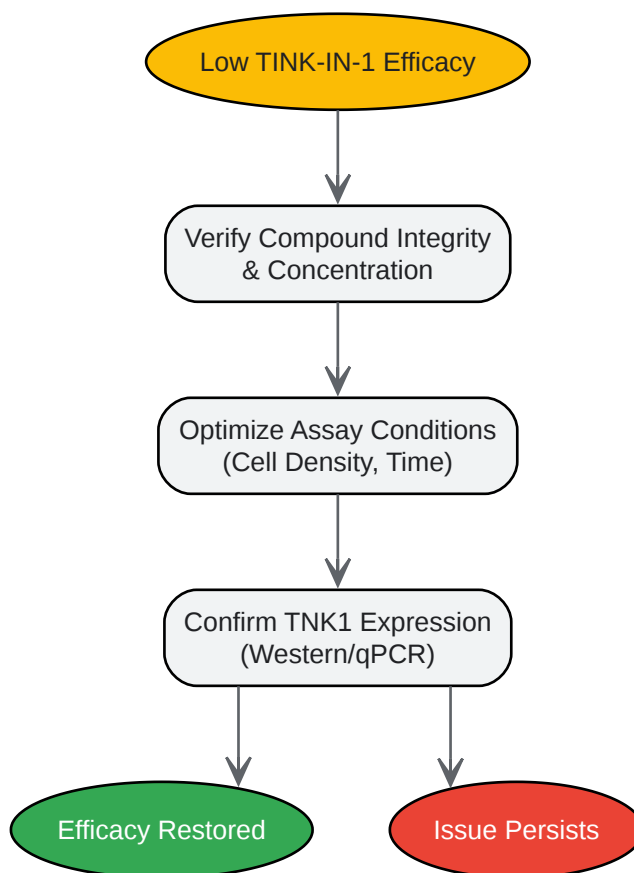 Low TINK-IN-1 Efficacy
Verify Compound Integrity
& Concentration
Optimize Assay Conditions
(Cell Density, Time)
Confirm TNK1 Expression
(Western/qPCR)
Efficacy Restored
Issue Persists